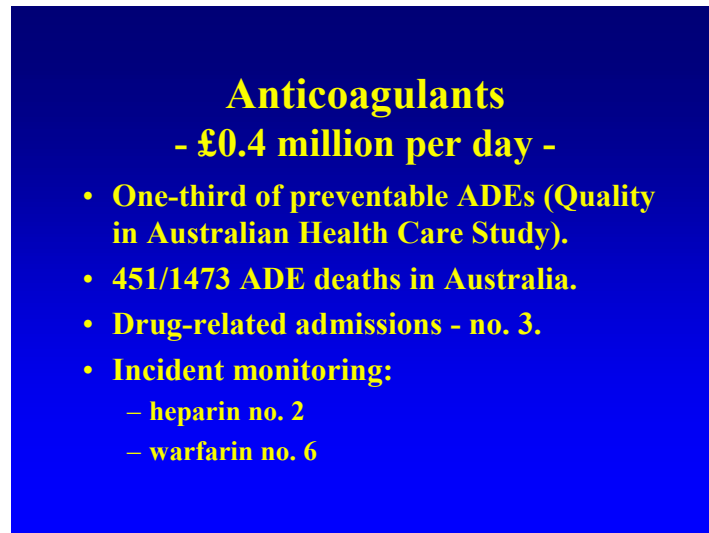 Anticoagulants
- £0.4 million per day -
• One-third of preventable ADEs (Quality
in Australian Health Care Study).
• 451/1473 ADE deaths in Australia.
• Drug-related admissions - no. 3.
• Incident monitoring:
– heparin no. 2
– warfarin no. 6